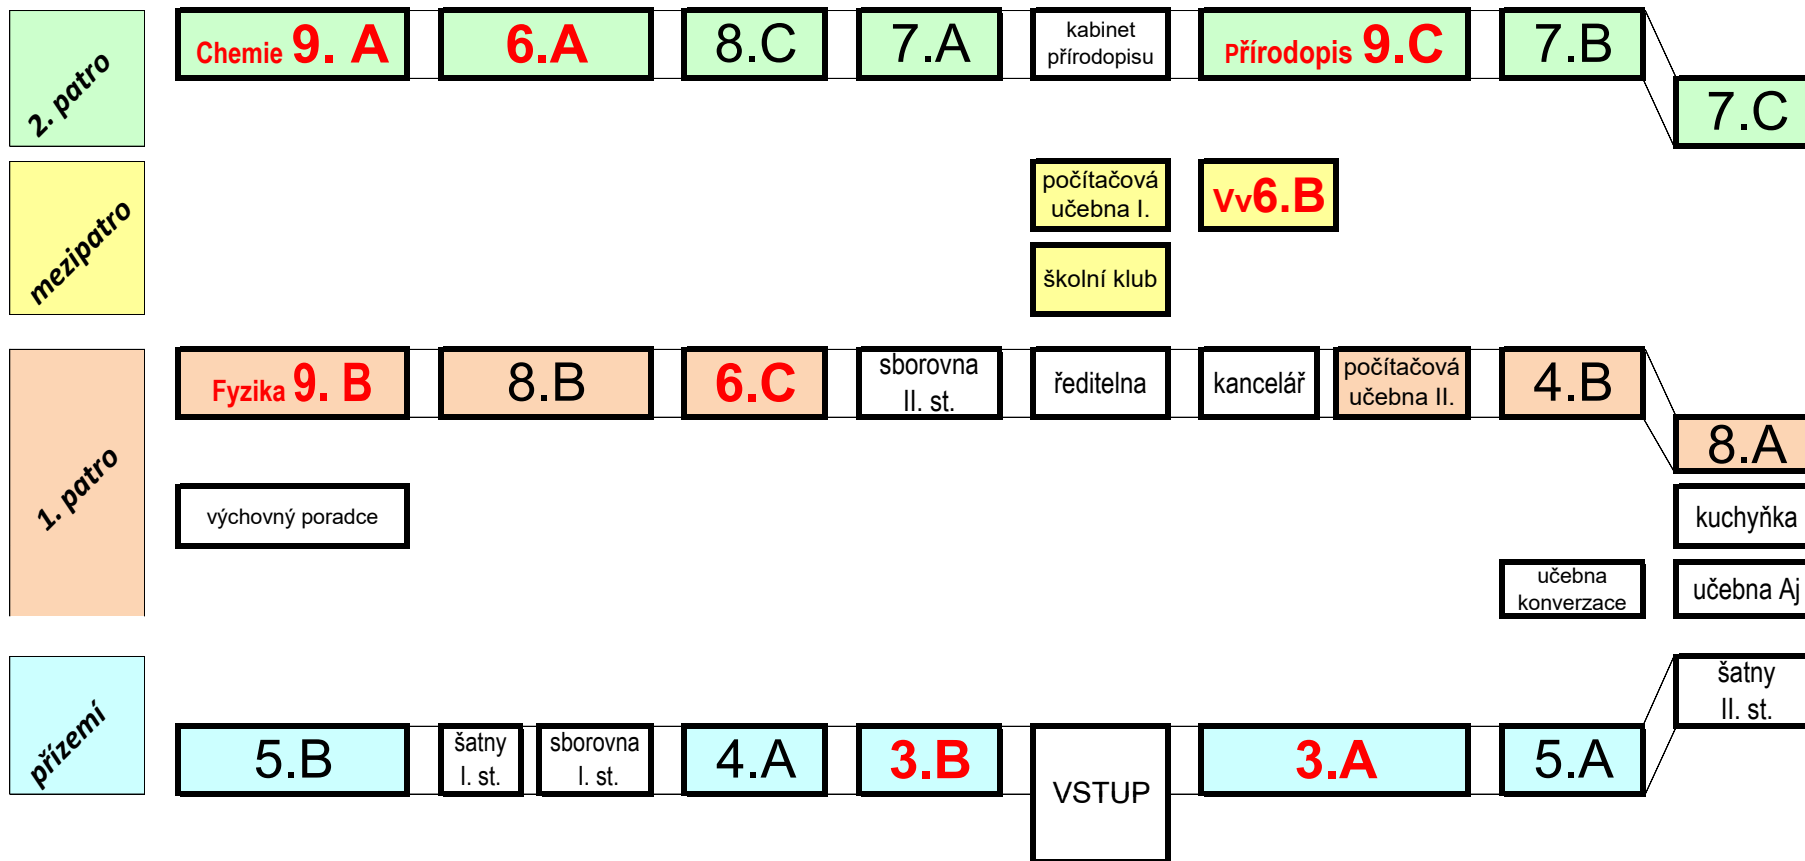 2. patro
Chemie 9. A
6.A
8.C
7.A
kabinet
přírodopisu
Přírodopis 9.C
7.B
7.C
mezipatro
počítačová
učebna I.
Vv6.B
školní klub
1. patro
Fyzika 9. B
8.B
6.C
sborovna
II. st.
ředitelna
kancelář
počítačová
učebna II.
4.B
8.A
výchovný poradce
kuchyňka
učebna
konverzace
učebna Aj
přízemí
šatny
II. st.
5.B
šatny
I. st.
sborovna
I. st.
4.A
3.B
VSTUP
3.A
5.A